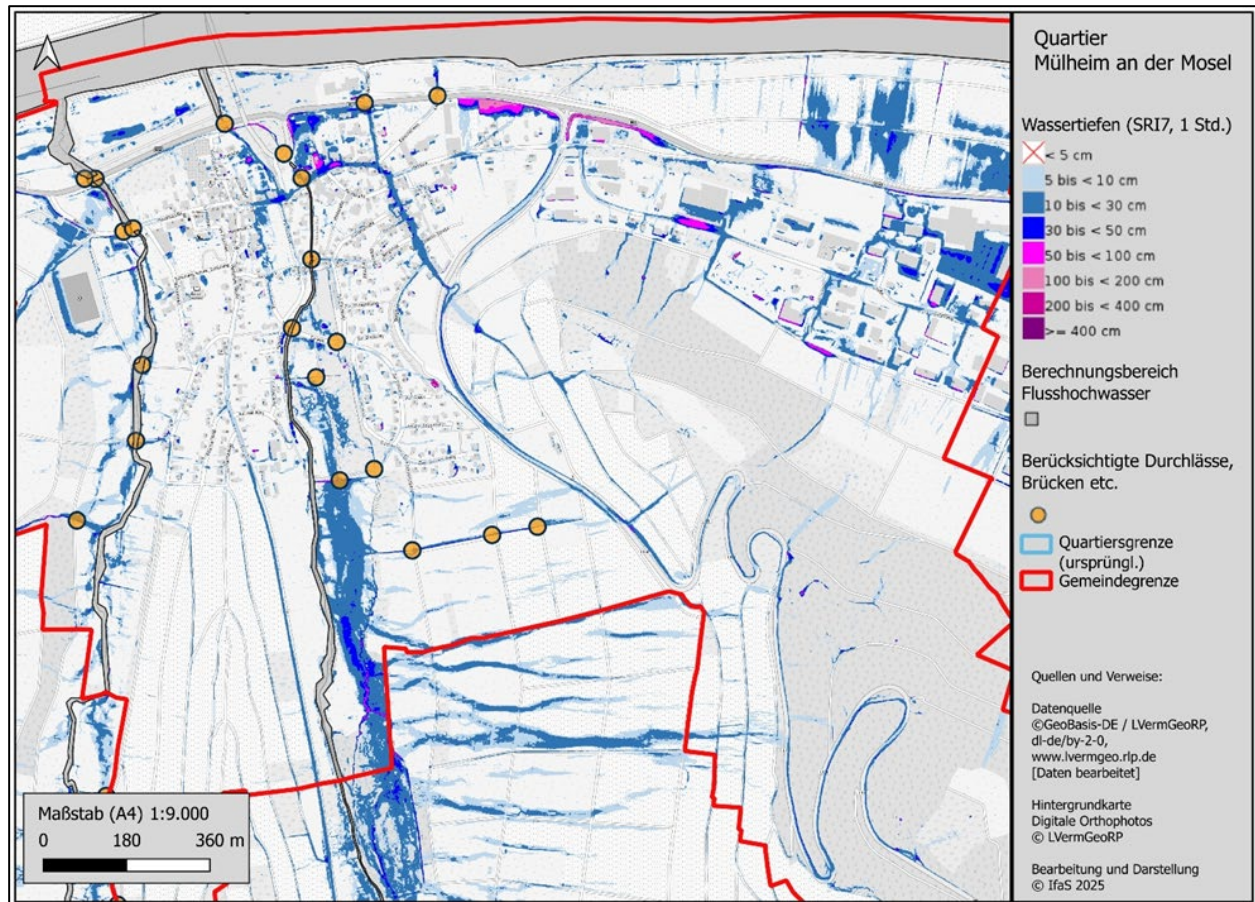 Quartier
Mülheim an der Mosel
Wassertiefen (SRI7, 1 Std.)
< 5 cm
5 bis < 10 cm
10 bis < 30 cm
30 bis < 50 cm
50 bis < 100 cm
100 bis < 200 cm
200 bis < 400 cm
>= 400 cm
Berechnungsbereich
Flusshochwasser
Berücksichtigte Durchlässe,
Brücken etc.
Quartiersgrenze
(ursprüngl.)
Gemeindegrenze
Quellen und Verweise:
Datenquelle
©GeoBasis-DE / LVermGeoRP,
dl-de/by-2-0,
www.lvermgeo.rlp.de
[Daten bearbeitet]
Hintergrundkarte
Digitale Orthophotos
© LVermGeoRP
Bearbeitung und Darstellung
© IfaS 2025
Maßstab (A4) 1:9.000
0 180 360 m